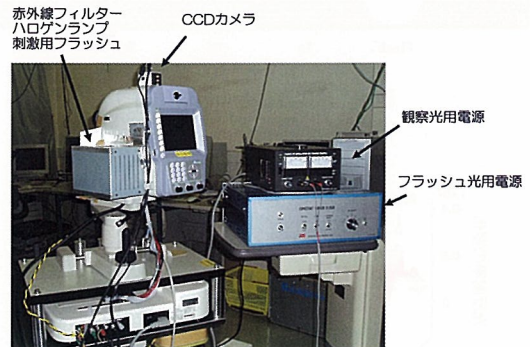 赤外線フィルター
ハロゲンランプ
刺激用フラッシュ
CCDカメラ
観察光用電源
フラッシュ光用電源